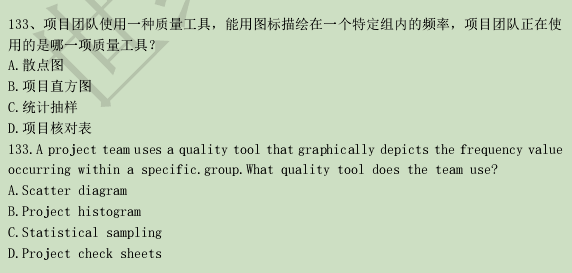 133、项目团队使用一种质量工具，能用图标描绘在一个特定组内的频率，项目团队正在使
用的是哪一项质量工具？
A.散点图
B.项目直方图
C.统计抽样
D.项目核对表
133.A project team uses a quality tool that graphically depicts the frequency value
occurring within a specific.group.What quality tool does the team use?
A.Scatter diagram
B.Project histogram
C.Statistical sampling
D.Project check sheets